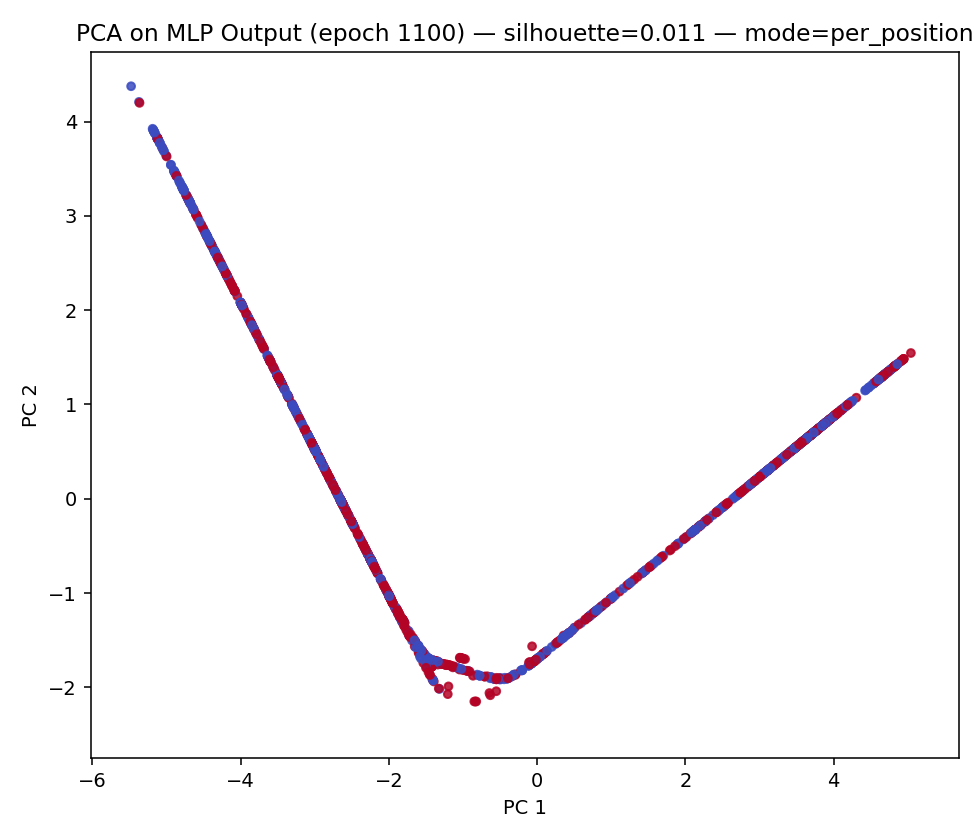 PCA on MLP Output (epoch 1100) — silhouette=0.011 — mode=per_position
PC 2
4
3
2
1
0
−1
−2
−6 −4 −2 0 2 4
PC 1